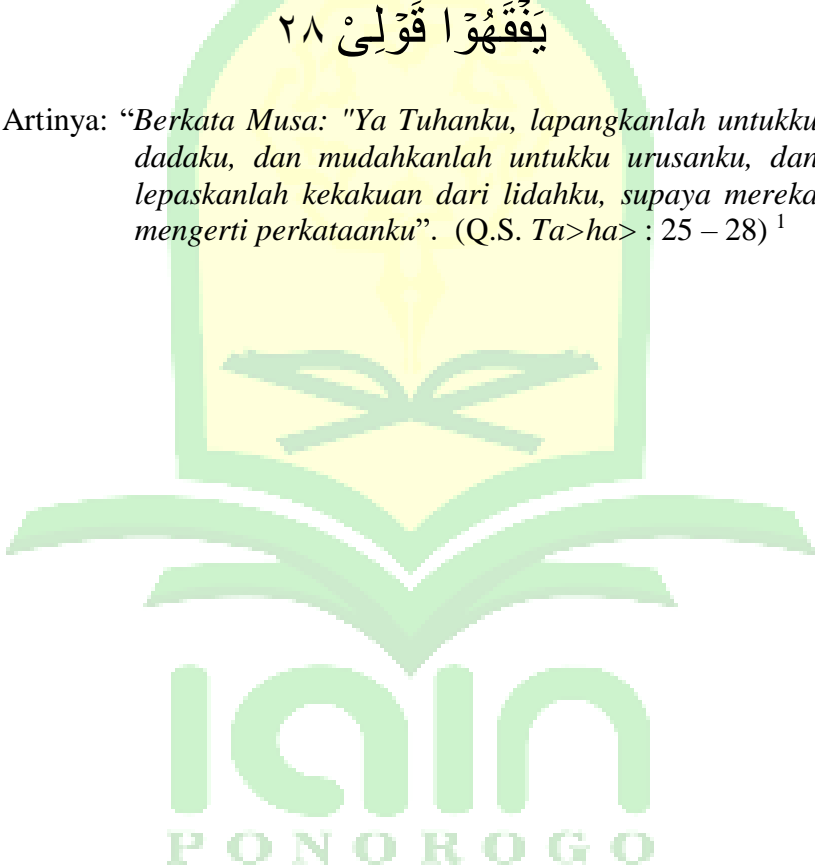 يَفْقَهُوْا قَوْلِىْ ٢٨
Artinya: “Berkata Musa: "Ya Tuhanku, lapangkanlah untukku
dadaku, dan mudahkanlah untukku urusanku, dan
lepaskanlah kekakuan dari lidahku, supaya mereka
mengerti perkataanku”. (Q.S. Ta>ha> : 25 – 28) 1
iain
PONOROGO